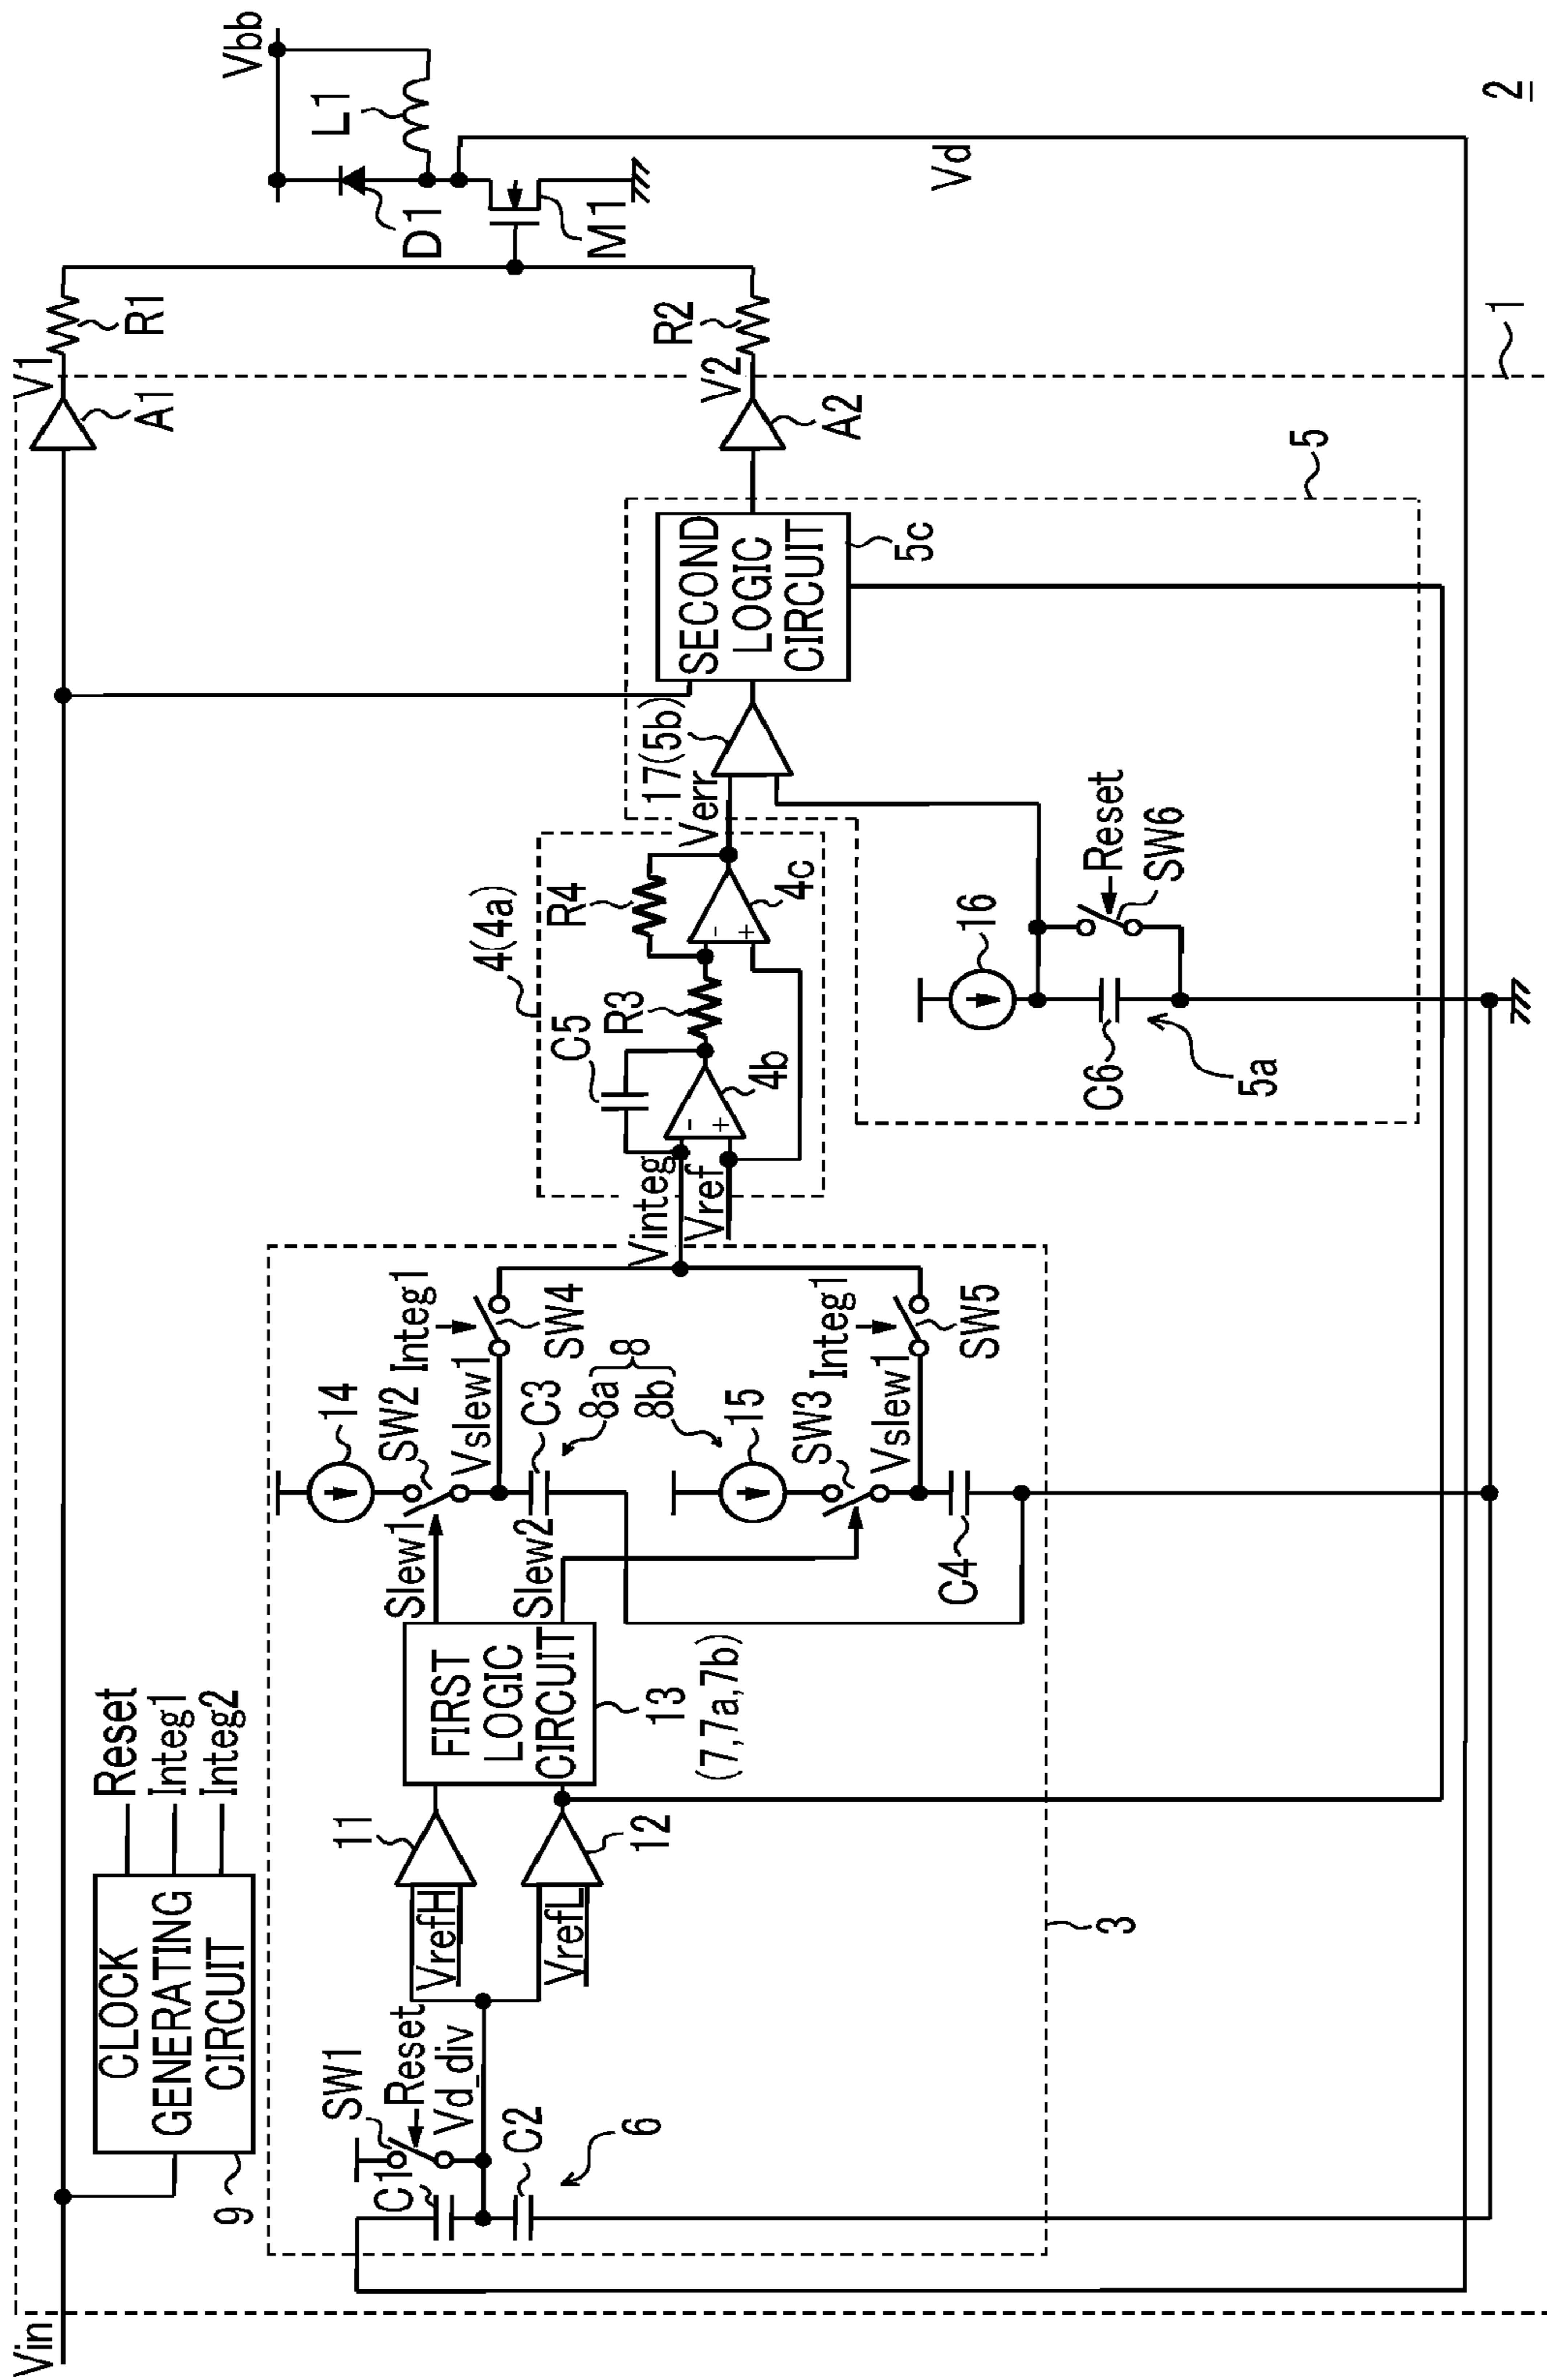 Vin
V1
A1
R1
Vbb
L1
D1
M1
Vd
2
1
R2
V2
A2
5
CLOCK
GENERATING
CIRCUIT
9
Reset
Integ1
Integ2
SECOND
LOGIC
CIRCUIT
5c
17(5b)
Verr
4(4a)
R4
4c
-
+
C5
R3
4b
-
+
Vinteg
Vref
16
Reset
SW6
C6
5a
14
SW2
Integ1
SW4
Vslew1
C3
8a
8b
8
15
SW3
Integ1
SW5
Vslew1
C4
Slew1
Slew2
FIRST
LOGIC
CIRCUIT
13
(7,7a,7b)
11
12
VrefH
VrefL
3
SW1
Reset
Vd_div
C1
C2
6